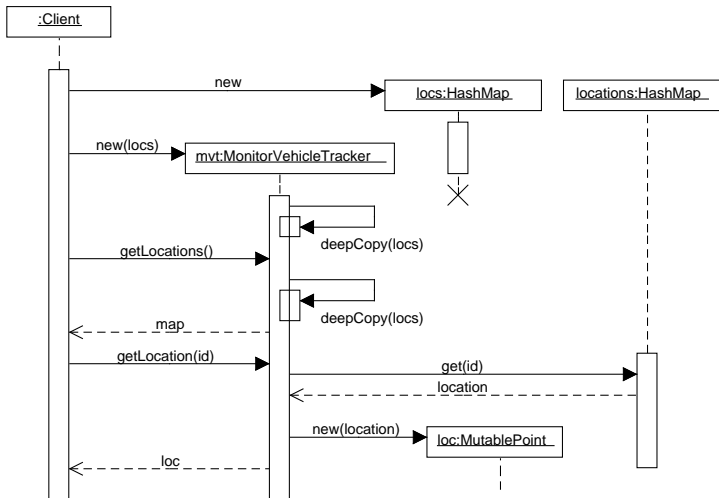 :Client
new
locs:HashMap
locations:HashMap
new(locs)
mvt:MonitorVehicleTracker
deepCopy(locs)
getLocations()
deepCopy(locs)
map
getLocation(id)
get(id)
location
new(location)
loc:MutablePoint
loc